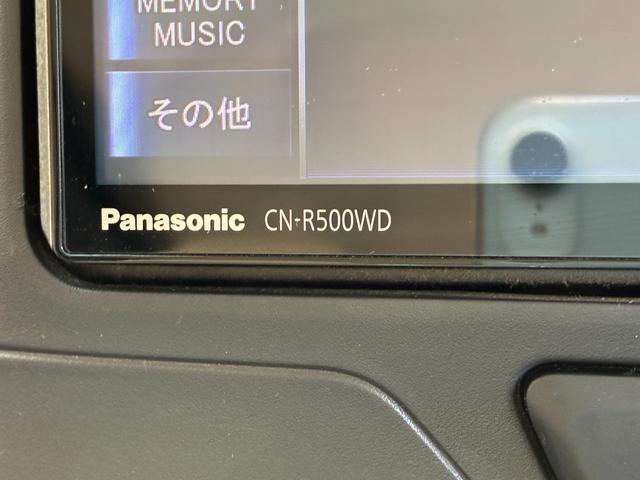 MEMORY
MUSIC
その他
Panasonic CN-R500WD